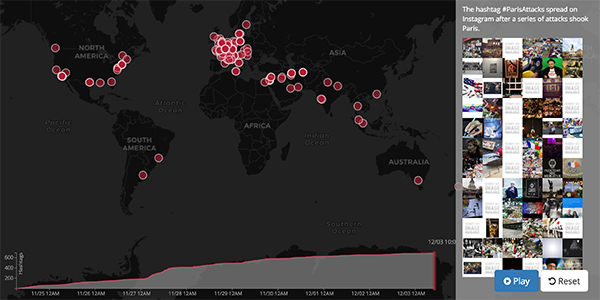 The hashtag #ParisAttacks spread on
Instagram after a series of attacks shook
Paris.
NORTH
AMERICA
ASIA
Atlantic
Ocean
Pacific
Ocean
AFRICA
SOUTH
AMERICA
AUSTRALIA
Southern
Ocean
12/03 10:0
Hashtags
600
400
200
11/25 12AM
11/26 12AM
11/27 12AM
11/28 12AM
11/29 12AM
11/30 12AM
12/01 12AM
12/02 12AM
12/03 12AM
Play
Reset